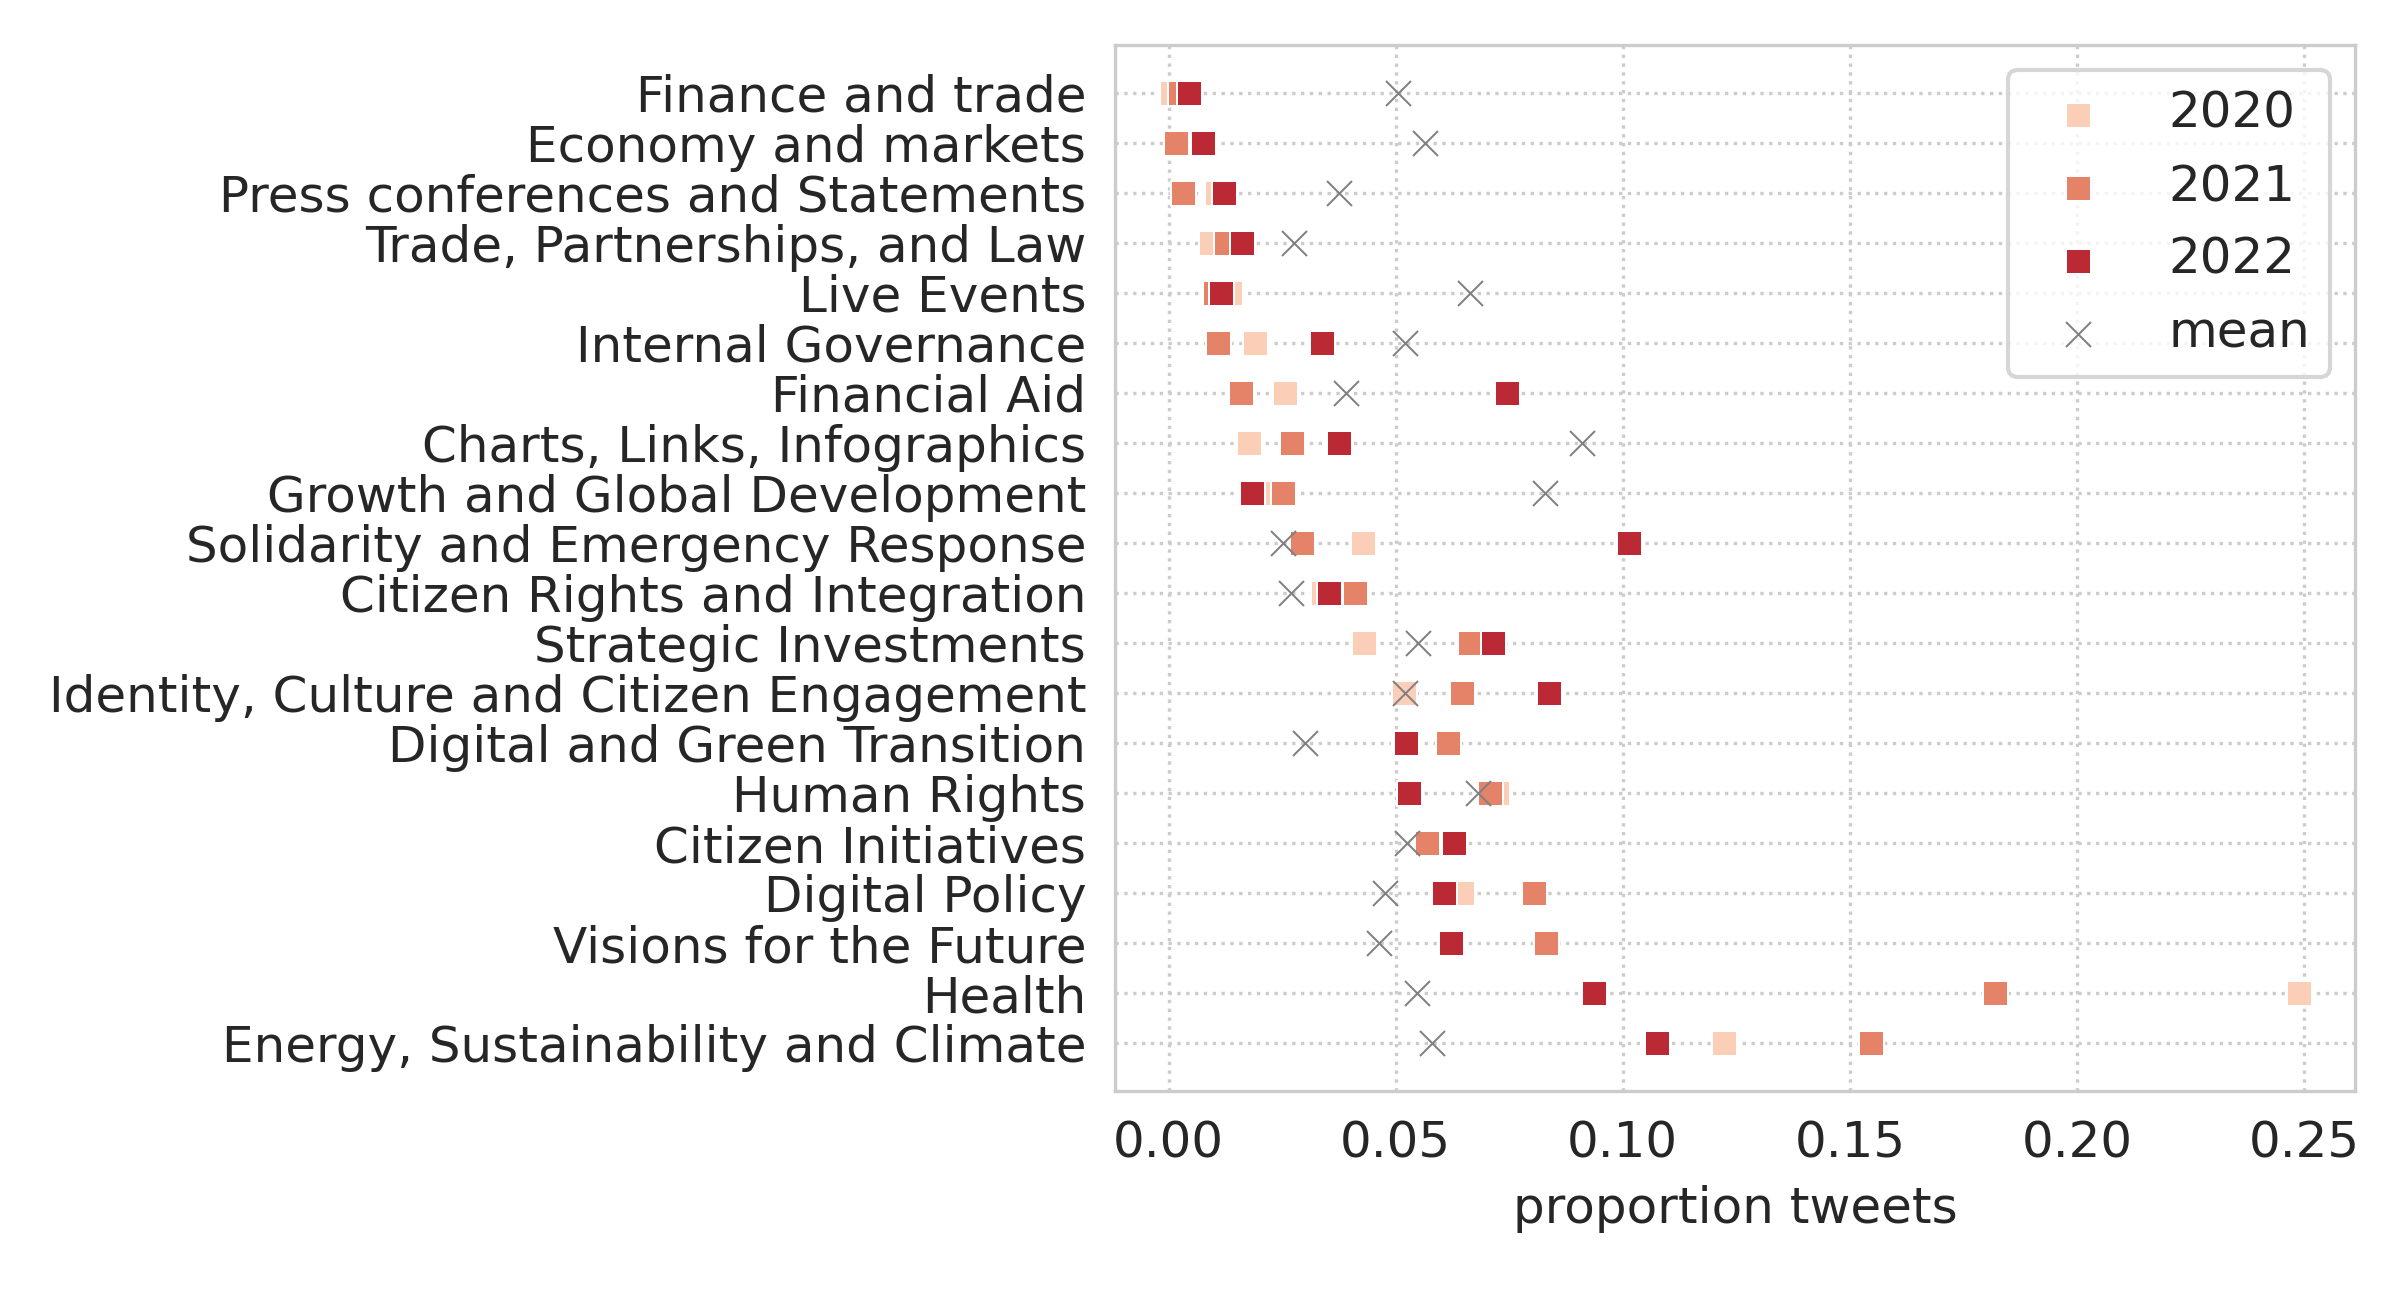 Finance and trade
Economy and markets
Press conferences and Statements
Trade, Partnerships, and Law
Live Events
Internal Governance
Financial Aid
Charts, Links, Infographics
Growth and Global Development
Solidarity and Emergency Response
Citizen Rights and Integration
Strategic Investments
Identity, Culture and Citizen Engagement
Digital and Green Transition
Human Rights
Citizen Initiatives
Digital Policy
Visions for the Future
Health
Energy, Sustainability and Climate
2020
2021
2022
mean
0.00 0.05 0.10 0.15 0.20 0.25
proportion tweets